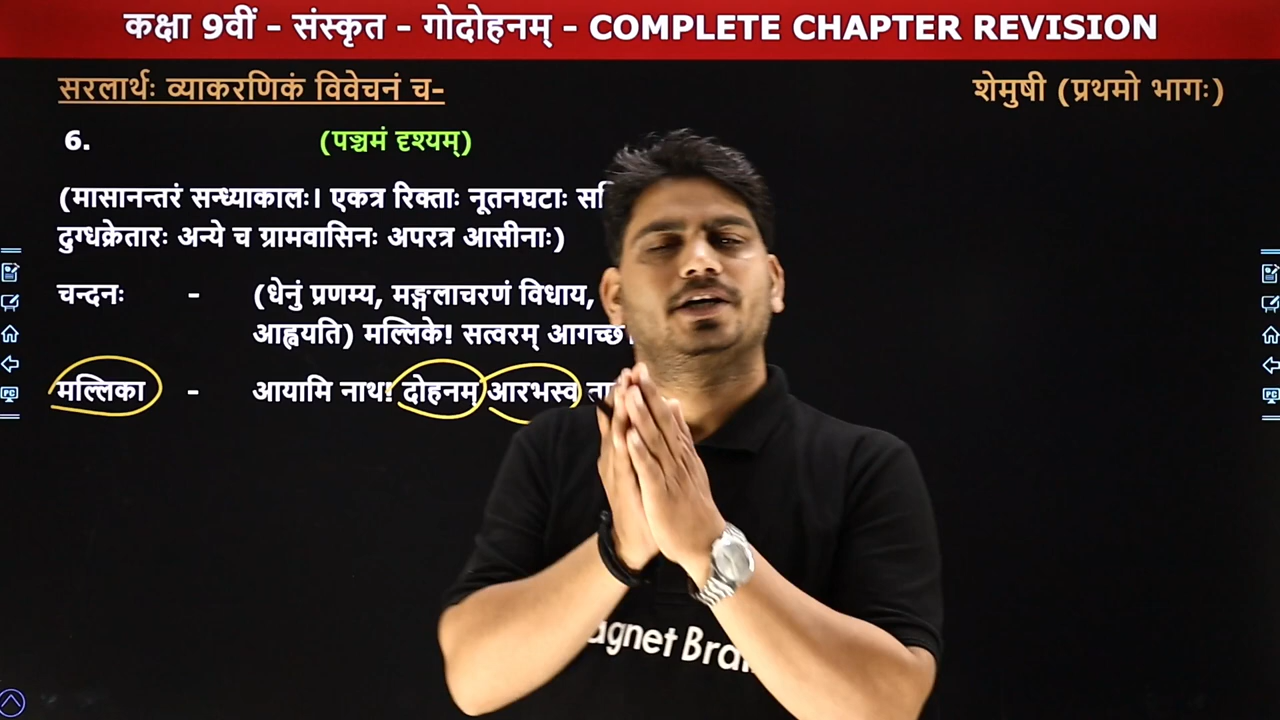 कक्षा 9वीं - संस्कृत - गोदोहनम् - COMPLETE CHAPTER REVISION
सरलार्थः व्याकरणिकं विवेचनं च-
शेमुषी (प्रथमो भागः)
6. (पञ्चमं दृश्यम्)
(मासानन्तरं सन्ध्याकालः। एकत्र रिक्ताः नूतनघटाः
दुग्धक्रेतारः अन्ये च ग्रामवासिनः अपरत्र आसीनाः)
चन्दनः - (धेनुं प्रणम्य, मङ्गलाचरणं विधाय,
आह्वयति) मल्लिके! सत्वरम् आगच्छ।
मल्लिका - आयामि नाथ! दोहनम् आरभस्व